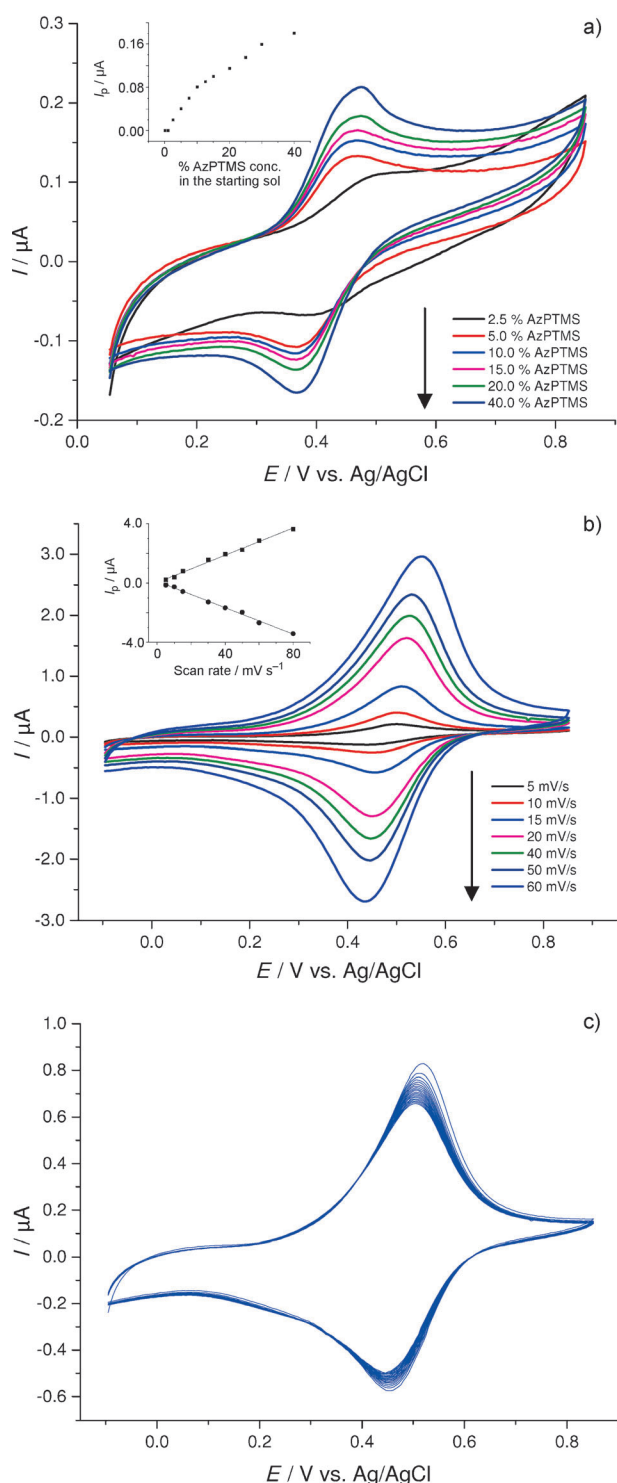 a)
0.3
0.2
0.1
0.0
-0.1
-0.2
I / µA
0.16
0.08
0.00
Ip / µA
0 10 20 30 40
% AzPTMS conc.
in the starting sol
2.5 % AzPTMS
5.0 % AzPTMS
10.0 % AzPTMS
15.0 % AzPTMS
20.0 % AzPTMS
40.0 % AzPTMS
0.0 0.2 0.4 0.6 0.8
E / V vs. Ag/AgCl
b)
3.0
2.0
1.0
0.0
-1.0
-2.0
-3.0
I / µA
4.0
0.0
-4.0
Ip / µA
0 20 40 60 80
Scan rate / mV s–1
5 mV/s
10 mV/s
15 mV/s
20 mV/s
40 mV/s
50 mV/s
60 mV/s
0.0 0.2 0.4 0.6 0.8
E / V vs. Ag/AgCl
c)
1.0
0.8
0.6
0.4
0.2
0.0
-0.2
-0.4
-0.6
I / µA
0.0 0.2 0.4 0.6 0.8
E / V vs. Ag/AgCl